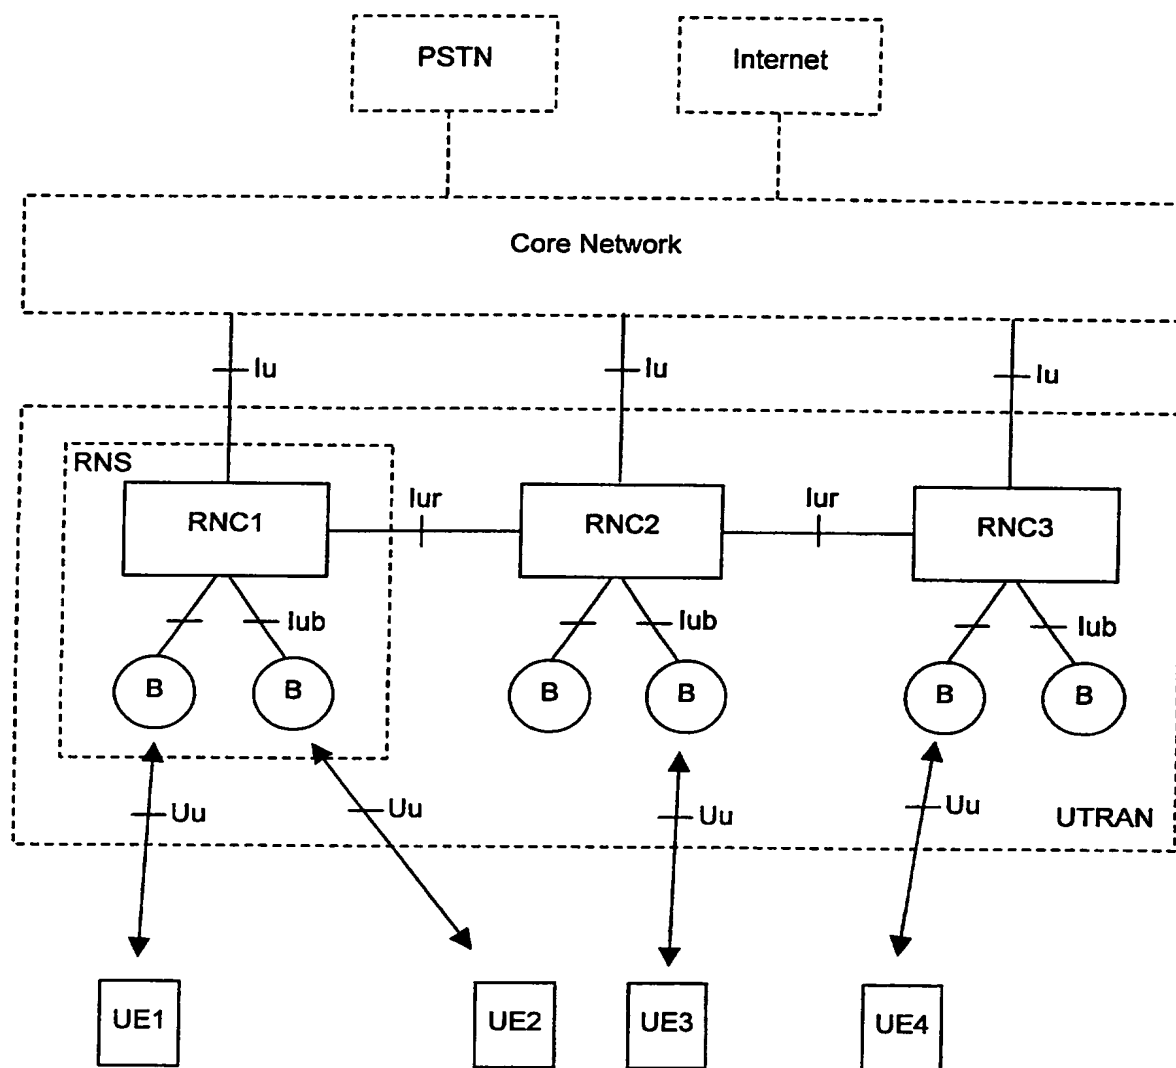 PSTN
Internet
Core Network
Iu
Iu
Iu
RNS
RNC1
Iur
RNC2
Iur
RNC3
Iub
Iub
Iub
B
B
B
B
B
B
Uu
Uu
Uu
Uu
UTRAN
UE1
UE2
UE3
UE4